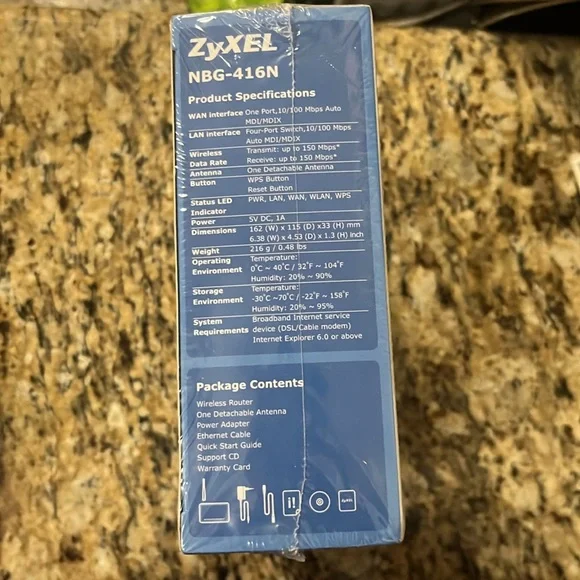 ZyXEL
NBG-416N
Product Specifications
WAN interface One Port,10/100 Mbps Auto
MDI/MDIX
LAN interface Four-Port Switch,10/100 Mbps
Auto MDI/MDIX
Wireless Transmit: up to 150 Mbps*
Data Rate Receive: up to 150 Mbps*
Antenna One Detachable Antenna
Button WPS Button
Reset Button
Status LED PWR, LAN, WAN, WLAN, WPS
Indicator
Power 5V DC, 1A
Dimensions 162 (W) x 115 (D) x33 (H) mm
6.38 (W) x 4.53 (D) x 1.3 (H) inch
Weight 216 g / 0.48 lbs
Operating Temperature:
Environment 0°C ~ 40°C / 32°F ~ 104°F
Humidity: 20% ~ 90%
Storage Temperature:
Environment -30°C ~70°C / -22°F ~ 158°F
Humidity: 20% ~ 95%
System Broadband Internet service
Requirements device (DSL/Cable modem)
Internet Explorer 6.0 or above
Package Contents
Wireless Router
One Detachable Antenna
Power Adapter
Ethernet Cable
Quick Start Guide
Support CD
Warranty Card
ZyXEL